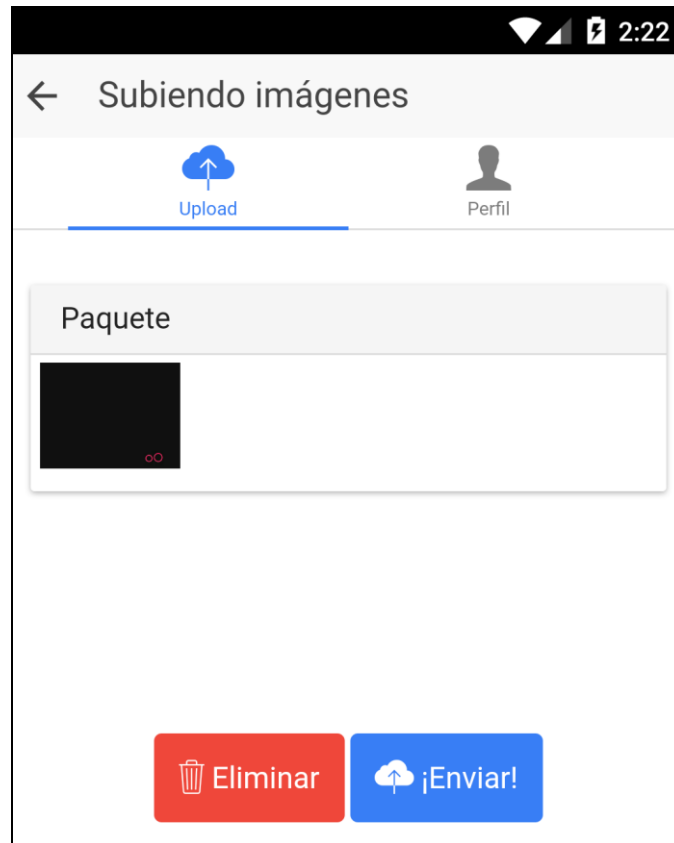 2:22
Subiendo imágenes
Upload
Perfil
Paquete
Eliminar
¡Enviar!